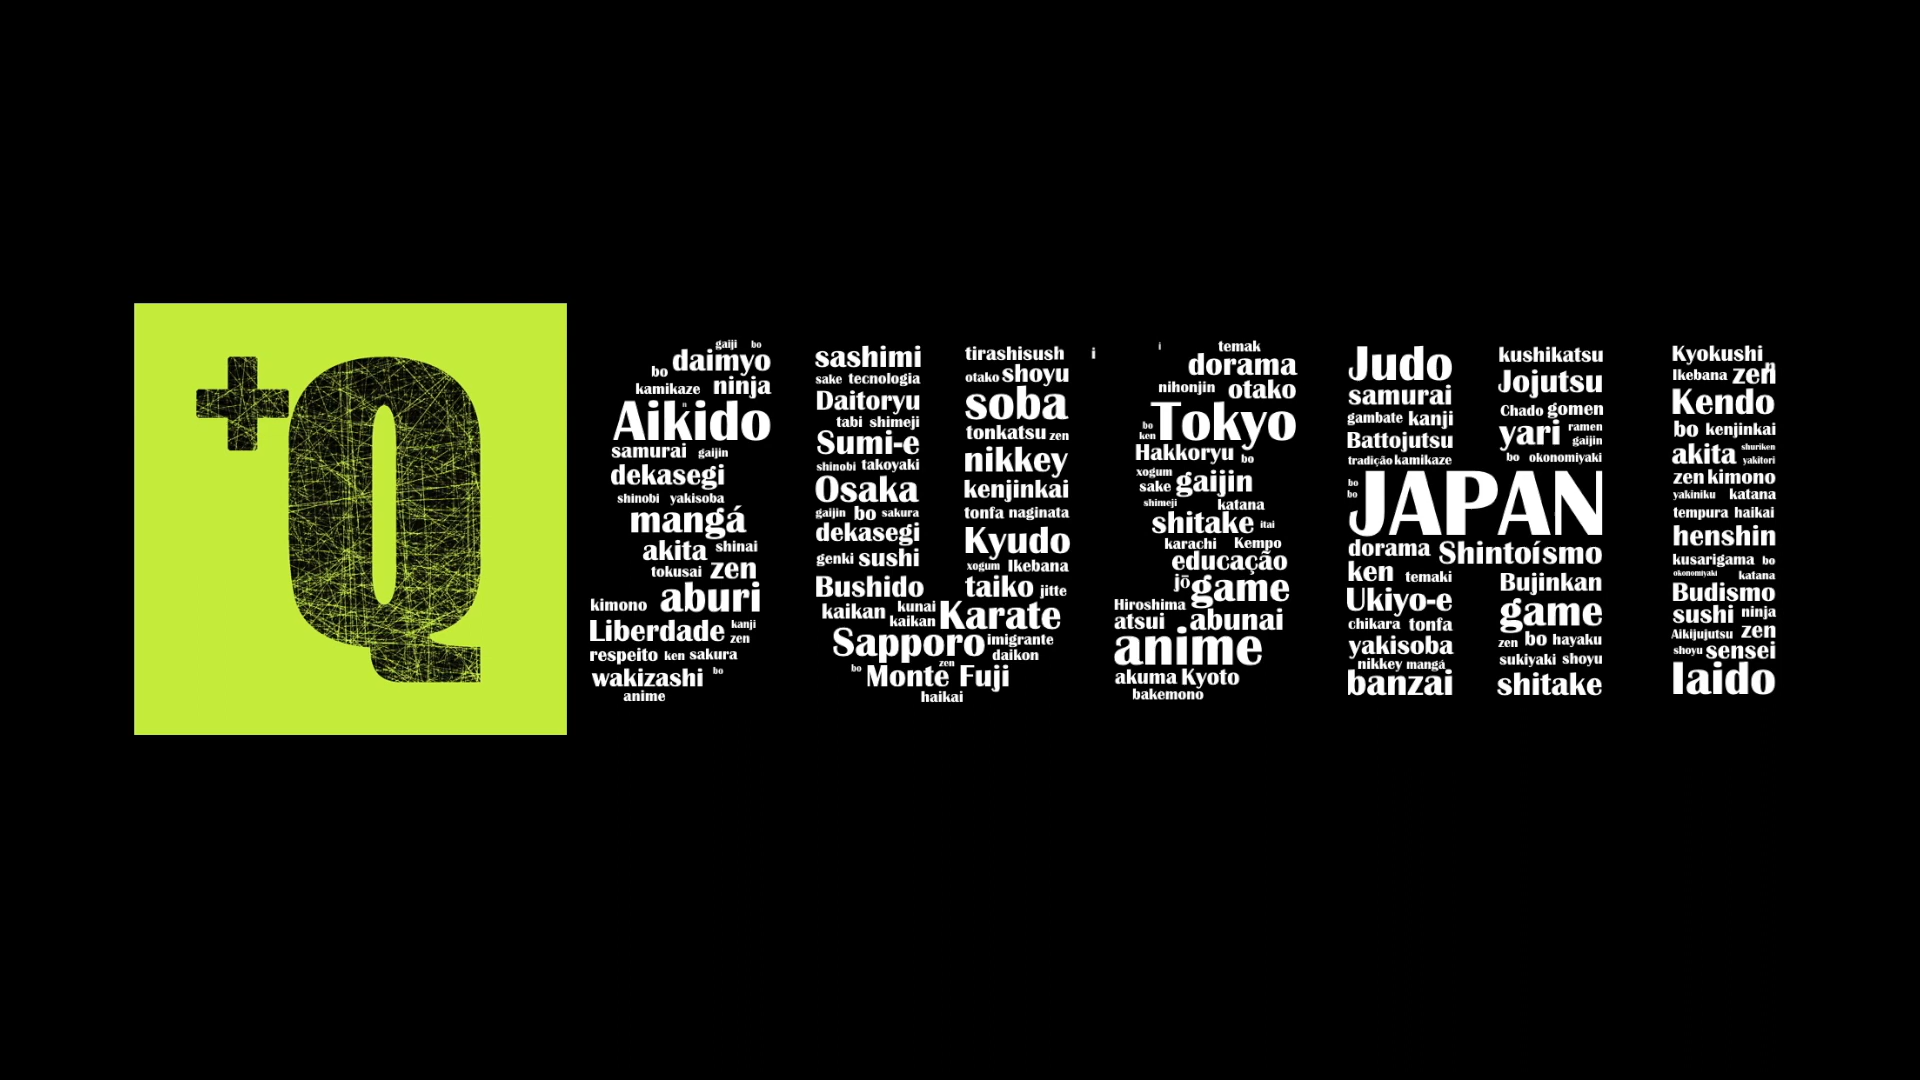 +Q
gaiji bo
daimyo
bo
kamikaze ninja
Aikido
samurai gaijin
dekasegi
shinobi yakisoba
mangá
akita shinai
tokusai zen
kimono aburi
Liberdade kanji
zen
respeito ken sakura
wakizashi bo
anime
sashimi
sake tecnologia
Daitoryu
tabi shimeji
Sumi-e
shinobi takoyaki
Osaka
gaijin bo sakura
dekasegi
genki sushi
Bushido
kaikan kunai
kaikan
tirashisush
otako shoyu
soba
tonkatsu zen
nikkey
kenjinkai
tonfa naginata
Kyudo
xogum Ikebana
taiko jitte
Karate
Sapporo imigrante
daikon
bo Monte zen Fuji
haikai
i
i
temak
dorama
nihonjin otako
bo
ken
Tokyo
Hakkoryu bo
xogum
sake gaijin
shimeji katana
shitake itai
karachi Kempo
educação
jō game
Hiroshima
atsui abunai
anime
akuma Kyoto
bakemono
Judo
samurai
gambate kanji
Battojutsu
tradição kamikaze
kushikatsu
Jojutsu
Chado gomen
yari ramen
gaijin
bo okonomiyaki
bo
bo
JAPAN
dorama Shintoísmo
ken temaki
Ukiyo-e
chikara tonfa
yakisoba
nikkey mangá
banzai
Bujinkan
game
zen bo hayaku
sukiyaki shoyu
shitake
Kyokushi
Ikebana zen
Kendo
bo kenjinkai
akita shuriken
yakitori
zen kimono
yakiniku katana
tempura haikai
henshin
kusarigama bo
okonomiyaki katana
Budismo
sushi ninja
Aikijujutsu zen
shoyu sensei
Iaido